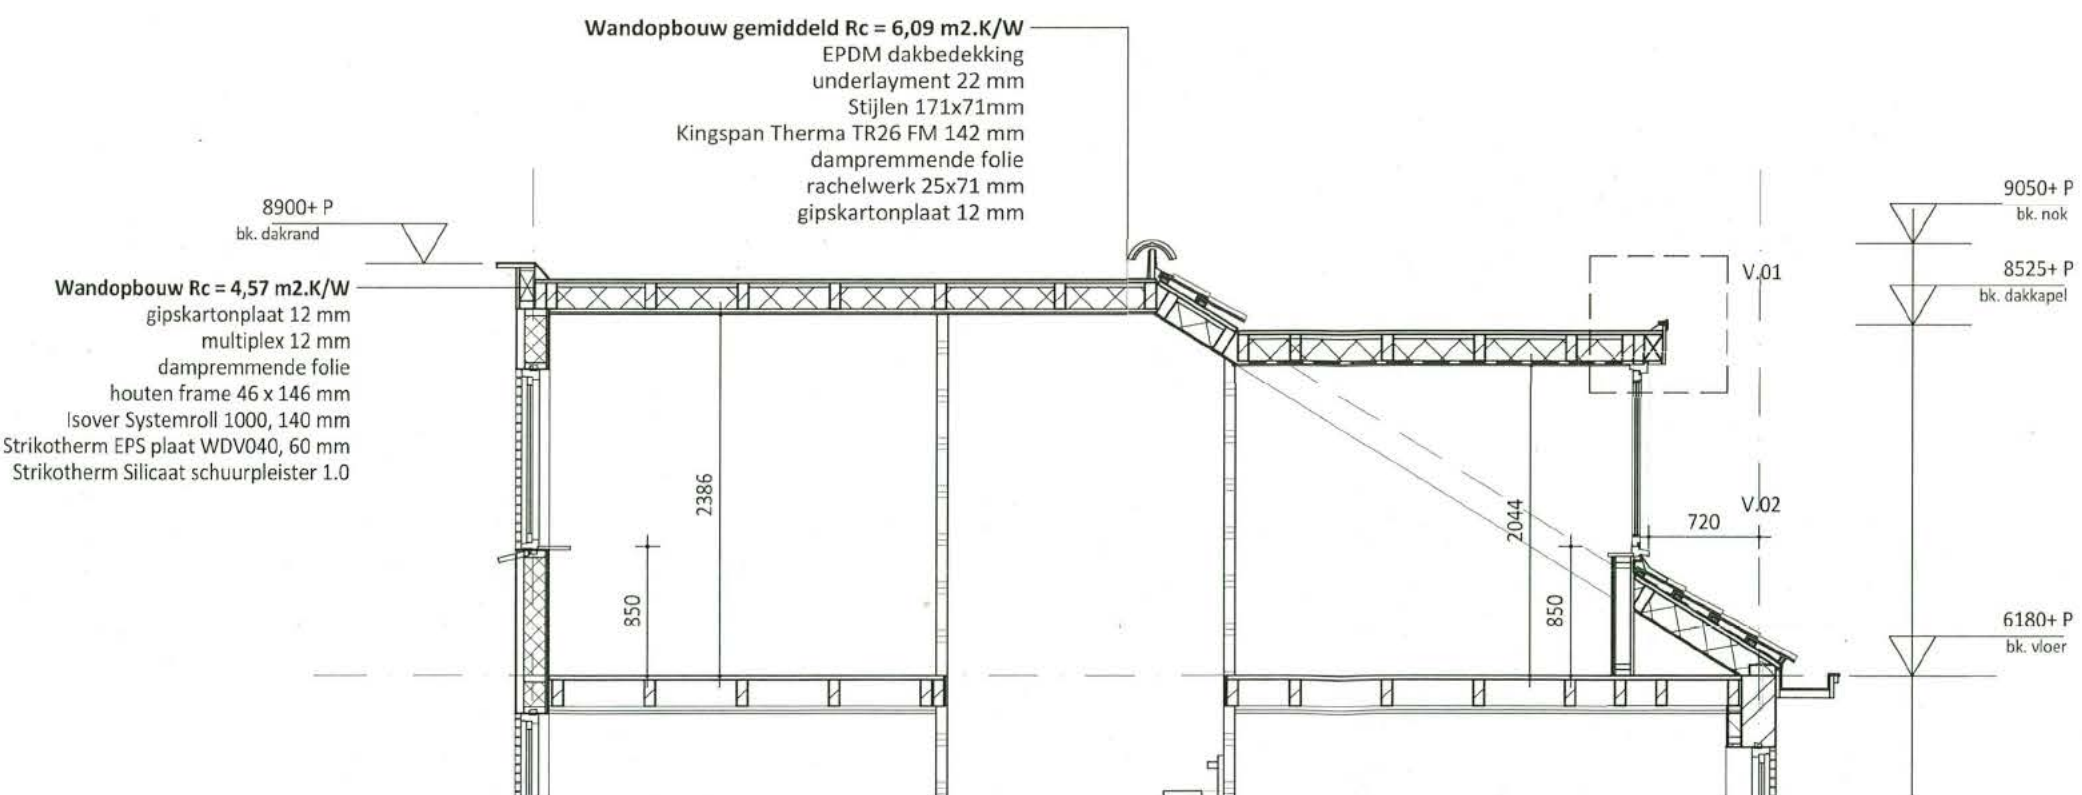 Wandopbouw gemiddeld Rc = 6,09 m2.K/W
EPDM dakbedekking
underlayment 22 mm
Stijlen 171x71mm
Kingspan Therma TR26 FM 142 mm
dampremmende folie
rachelwerk 25x71 mm
gipskartonplaat 12 mm
8900+ P
bk. dakrand
Wandopbouw Rc = 4,57 m2.K/W
gipskartonplaat 12 mm
multiplex 12 mm
dampremmende folie
houten frame 46 x 146 mm
Isover Systemroll 1000, 140 mm
Strikotherm EPS plaat WDV040, 60 mm
Strikotherm Silicaat schuurpleister 1.0
2386
850
2044
850
720
V.01
V.02
9050+ P
bk. nok
8525+ P
bk. dakkapel
6180+ P
bk. vloer